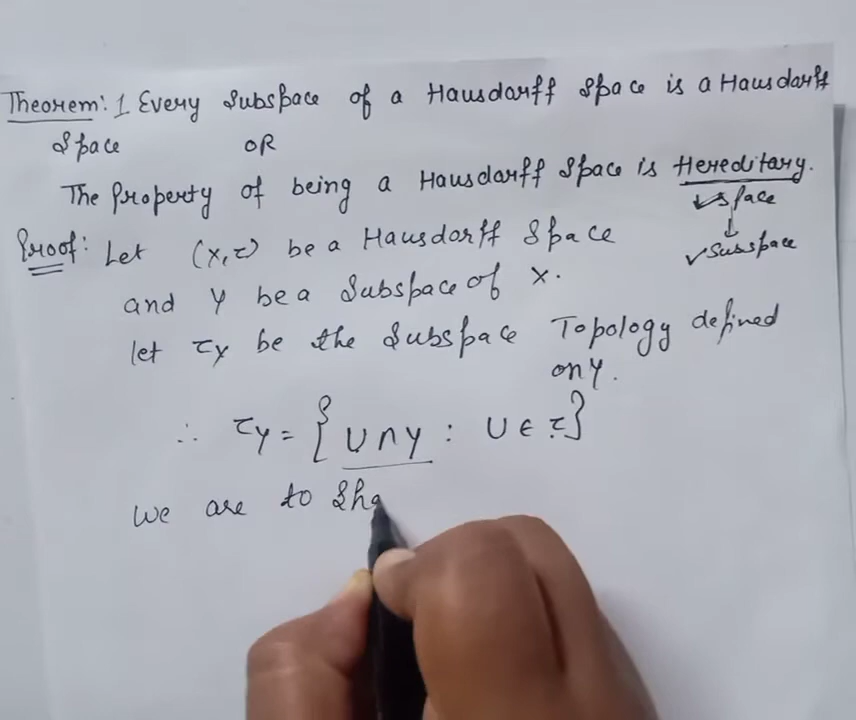 Theorem: 1 Every Subspace of a Hausdorff Space is a Hausdorff
Space OR
The Property of being a Hausdorff Space is Hereditary.
✓Space
↓
✓Subspace
Proof: Let (X,τ) be a Hausdorff Space
and Y be a Subspace of X.
let τY be the Subspace Topology defined
on Y.
∴ τY = { U∩Y : U ∈ τ }
we are to Sho